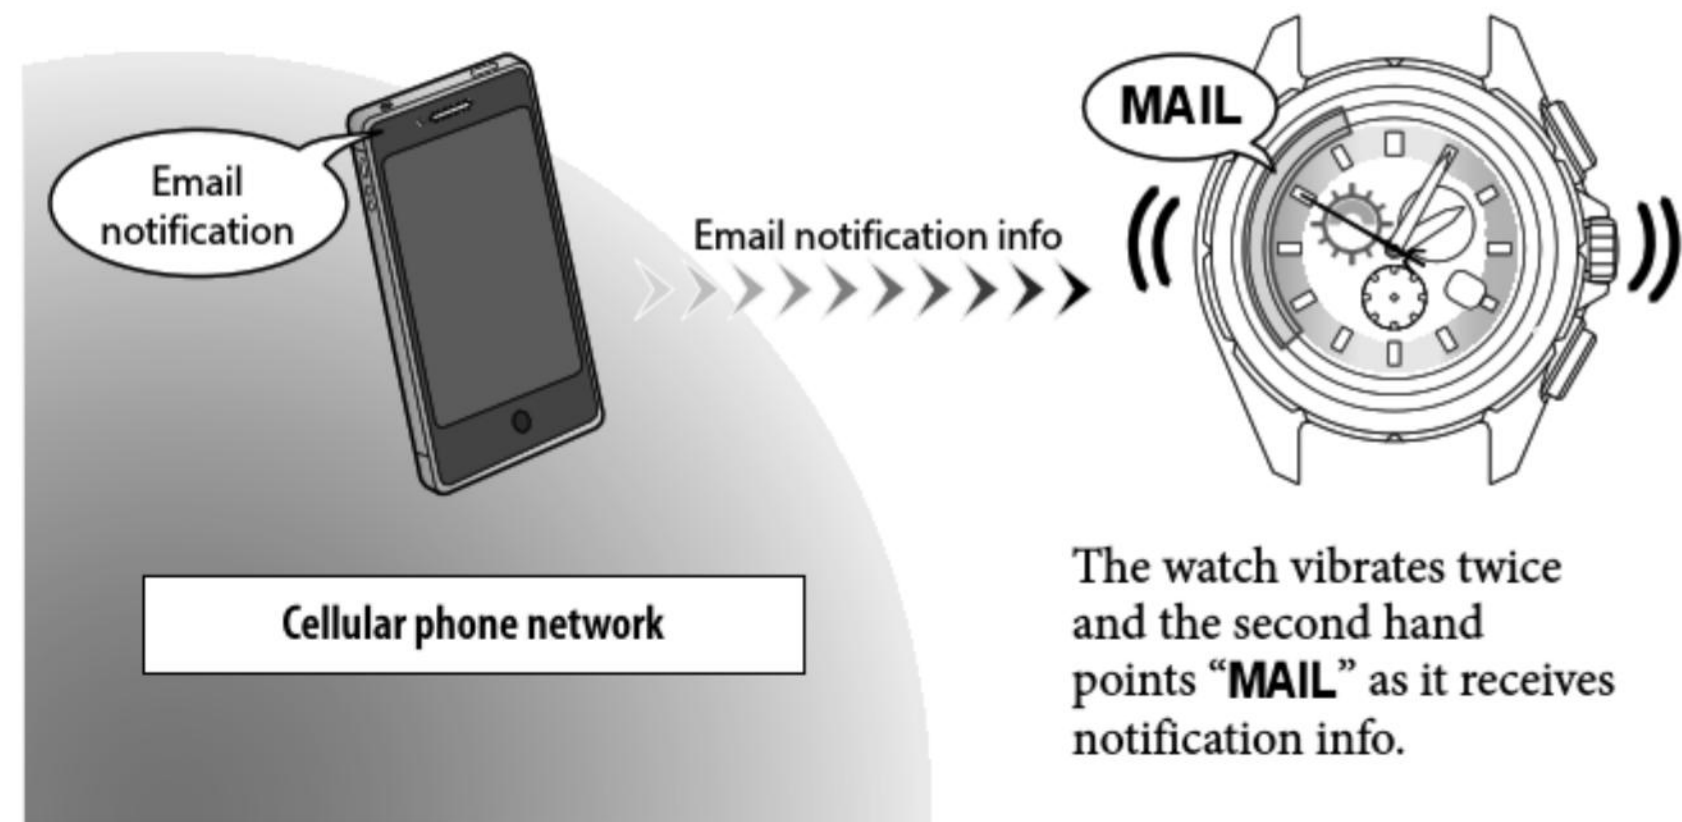 Email
notification
Email notification info
MAIL
Cellular phone network
The watch vibrates twice
and the second hand
points “MAIL” as it receives
notification info.